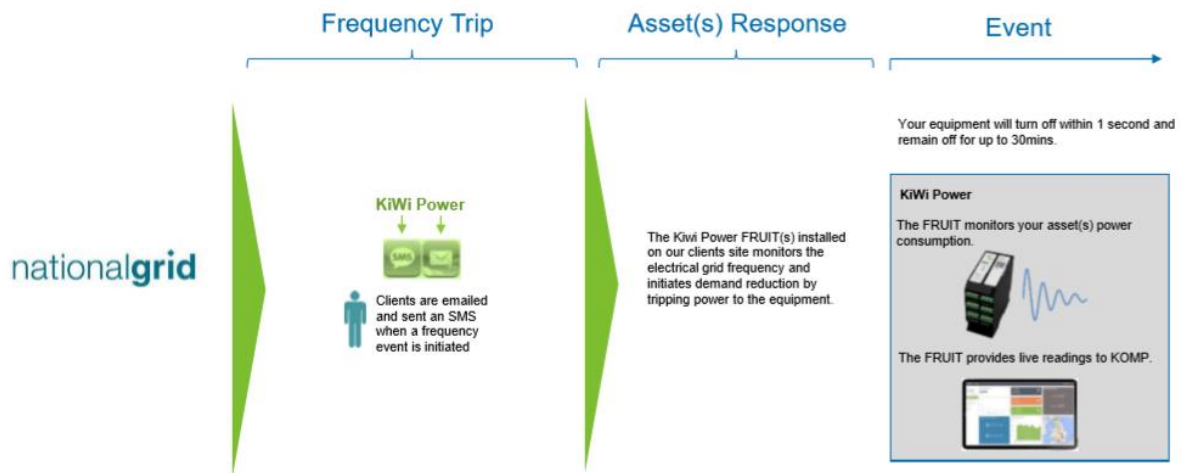 Frequency Trip
Asset(s) Response
Event
nationalgrid
KiWi Power
SMS
Clients are emailed
and sent an SMS
when a frequency
event is initiated
The Kiwi Power FRUIT(s) installed
on our clients site monitors the
electrical grid frequency and
initiates demand reduction by
tripping power to the equipment.
Your equipment will turn off within 1 second and
remain off for up to 30mins.
KiWi Power
The FRUIT monitors your asset(s) power
consumption.
The FRUIT provides live readings to KOMP.